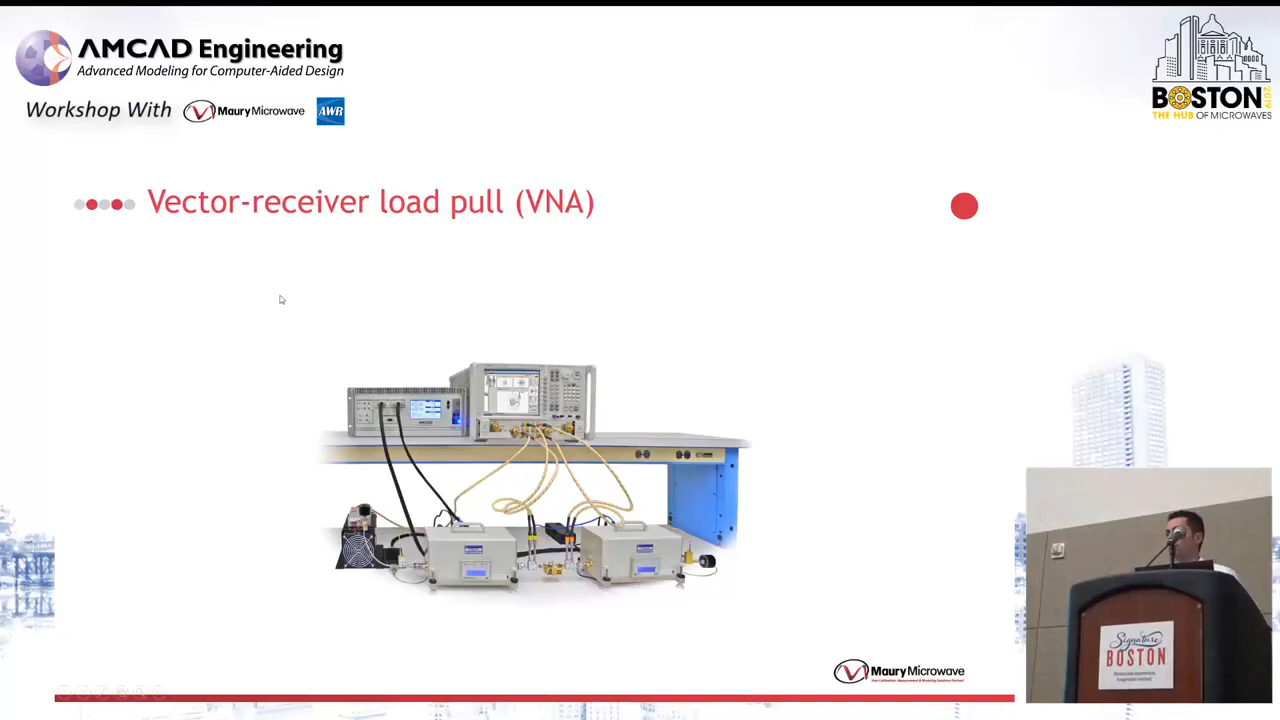 AMCAD Engineering
Advanced Modeling for Computer-Aided Design
Workshop With Maury Microwave AWR
BOSTON 2019
THE HUB OF MICROWAVES
Vector-receiver load pull (VNA)
Maury Microwave
Signature
BOSTON